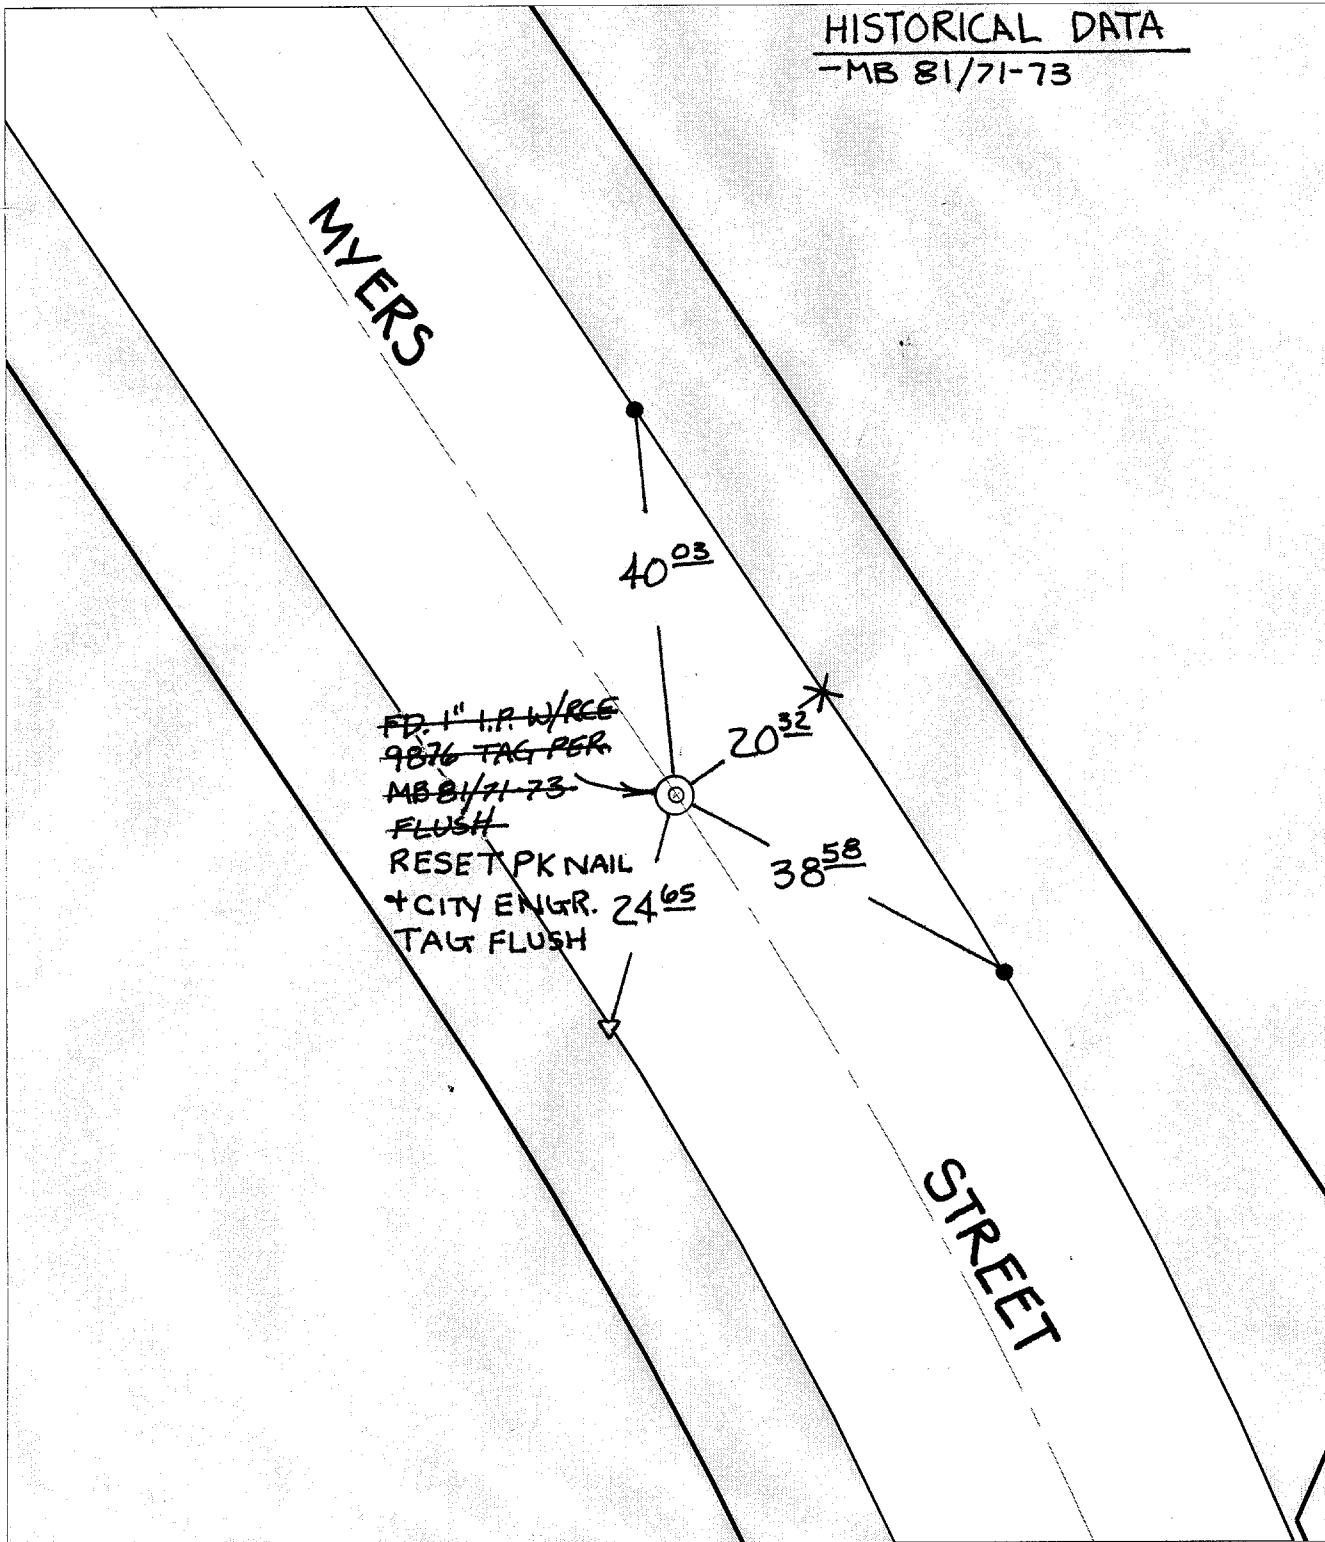 HISTORICAL DATA
-MB 81/71-73
MYERS
40 03
FD. 1" I.P. W/RCE
9876 TAG PER
MB 81/71-73
FLUSH
RESET PK NAIL
+ CITY ENGR.
TAG FLUSH
20 32
38 58
24 65
STREET